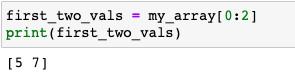 first_two_vals = my_array[0:2]
print(first_two_vals)
[5 7]